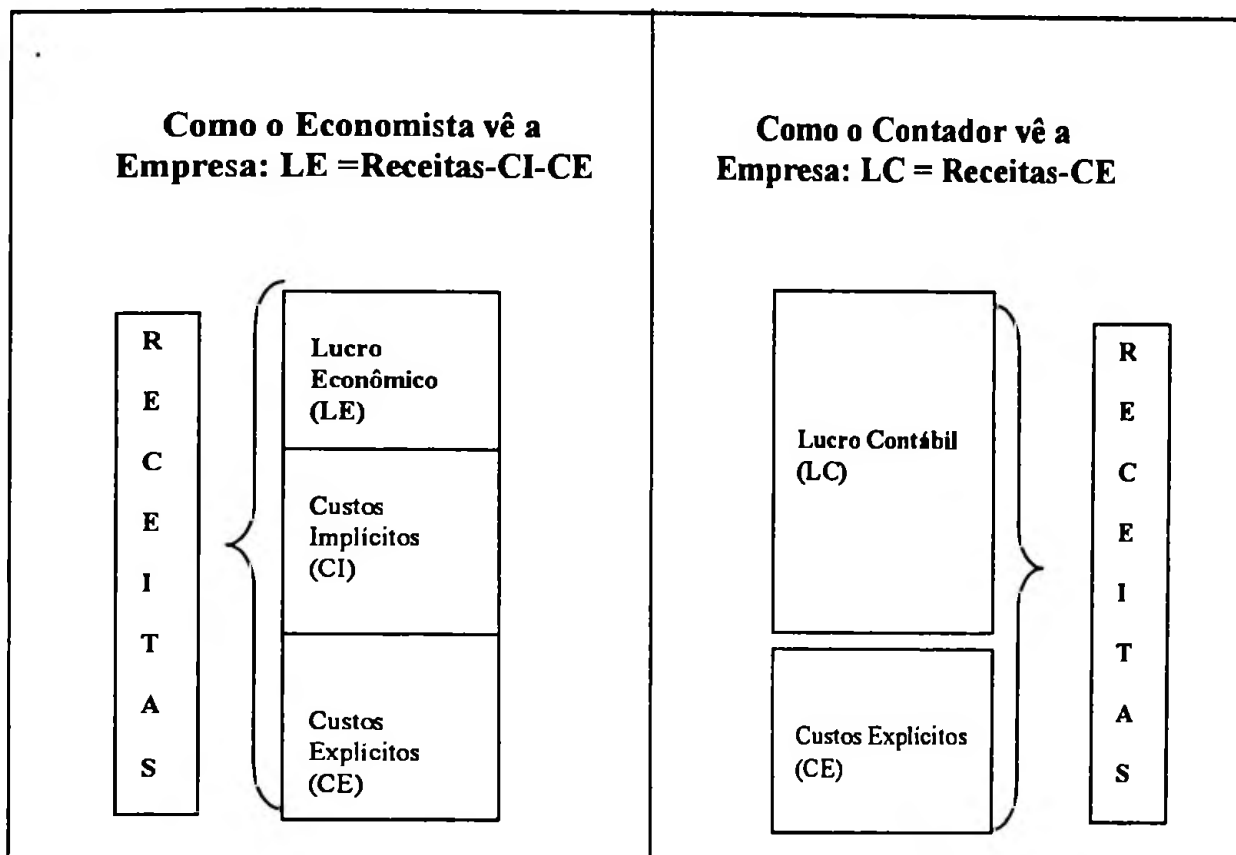 Como o Economista vê a
Empresa: LE =Receitas-CI-CE
R
E
C
E
I
T
A
S
Lucro
Econômico
(LE)
Custos
Implícitos
(CI)
Custos
Explícitos
(CE)
Como o Contador vê a
Empresa: LC = Receitas-CE
Lucro Contábil
(LC)
Custos Explícitos
(CE)
R
E
C
E
I
T
A
S